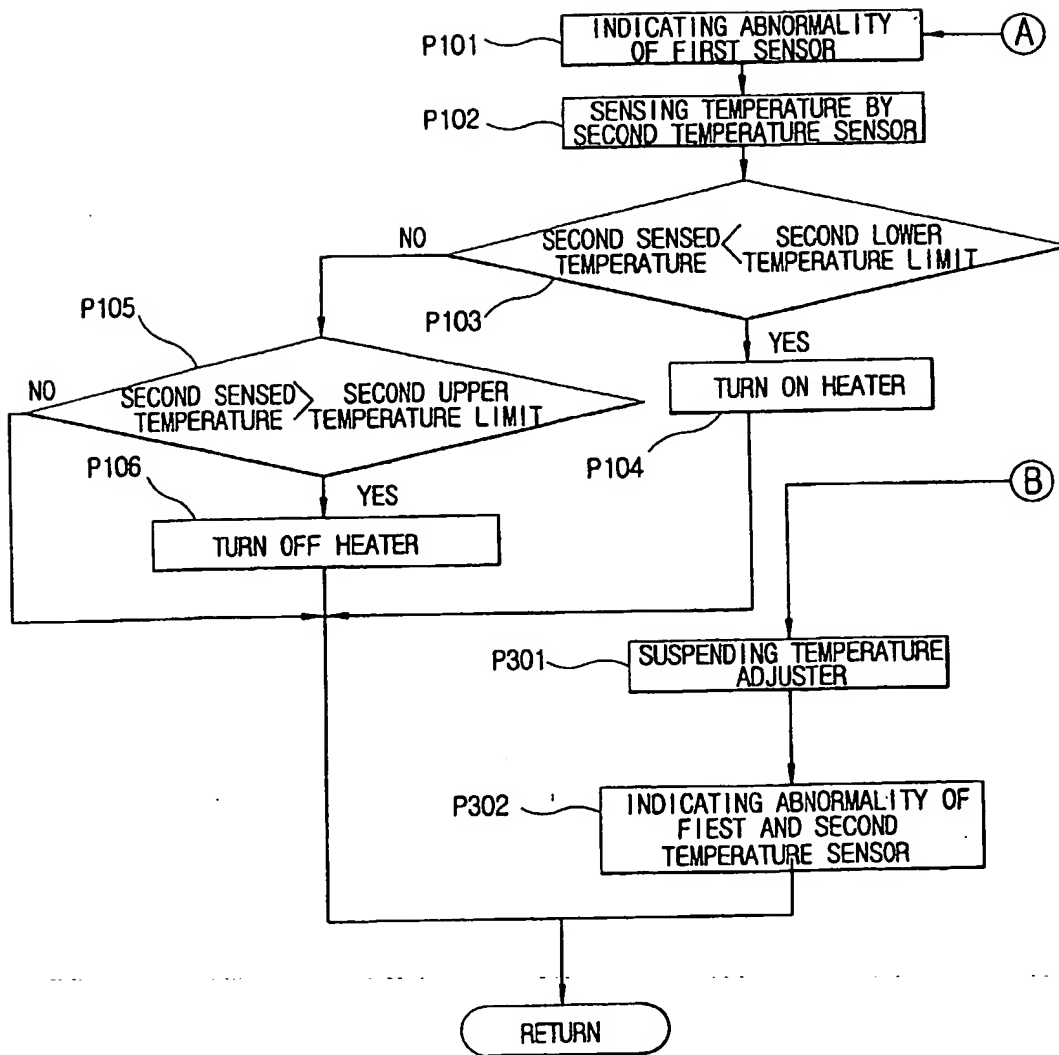 P101
INDICATING ABNORMALITY
OF FIRST SENSOR
A
P102
SENSING TEMPERATURE BY
SECOND TEMPERATURE SENSOR
NO
SECOND SENSED < SECOND LOWER
TEMPERATURE TEMPERATURE LIMIT
P103
YES
P105
NO
SECOND SENSED > SECOND UPPER
TEMPERATURE TEMPERATURE LIMIT
TURN ON HEATER
P104
P106
YES
B
TURN OFF HEATER
P301
SUSPENDING TEMPERATURE
ADJUSTER
P302
INDICATING ABNORMALITY OF
FIEST AND SECOND
TEMPERATURE SENSOR
RETURN